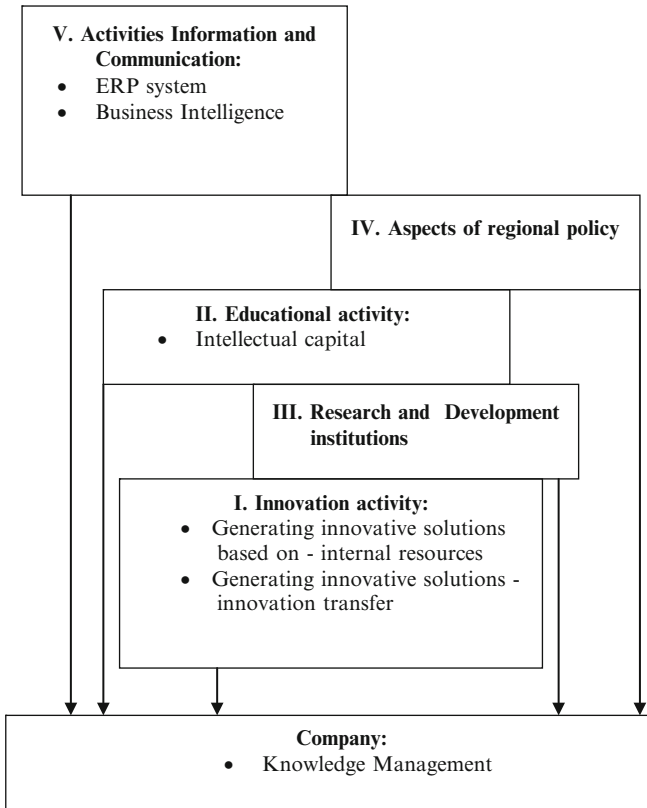 V. Activities Information and
Communication:
• ERP system
• Business Intelligence
IV. Aspects of regional policy
II. Educational activity:
• Intellectual capital
III. Research and Development
institutions
I. Innovation activity:
• Generating innovative solutions
based on - internal resources
• Generating innovative solutions -
innovation transfer
Company:
• Knowledge Management